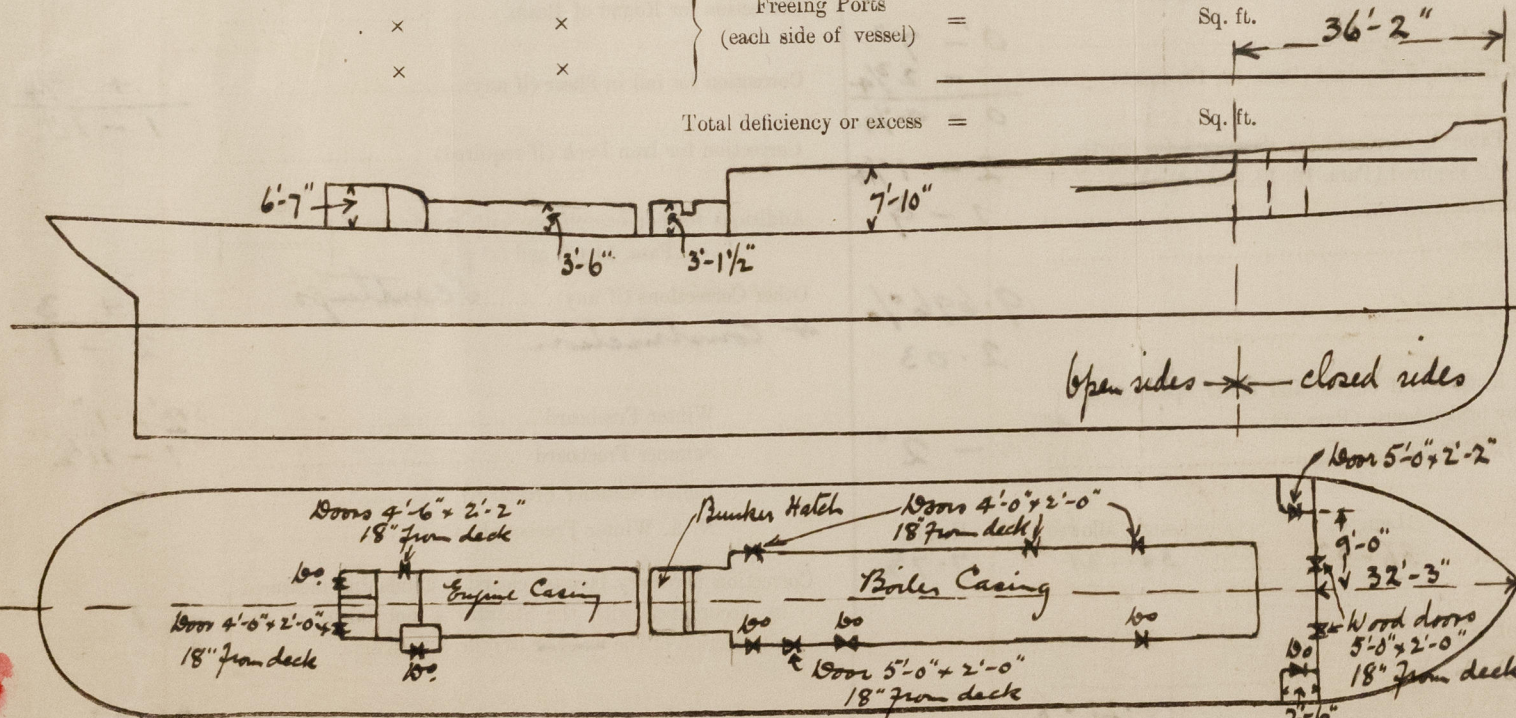 Freeing Ports
(each side of vessel) = Sq. ft.
× ×
× ×
36'-2"
Total deficiency or excess = Sq. ft.
6'-7"
7'-10"
3'-6"
3'-1½"
Open sides
closed sides
Door 5'-0" × 2'-2"
Doors 4'-6" × 2'-2"
18" from deck
Bunker Hatch
Doors 4'-0" × 2'-0"
18" from deck
9'-0"
32'-3"
Do.
Engine Casing
Boiler Casing
Door 4'-0" × 2'-0"
18" from deck
Do.
Do
Do
Do
Door 5'-0" × 2'-0"
18" from deck
Wood doors
5'-0" × 2'-0"
18" from deck
Do
2'-6"